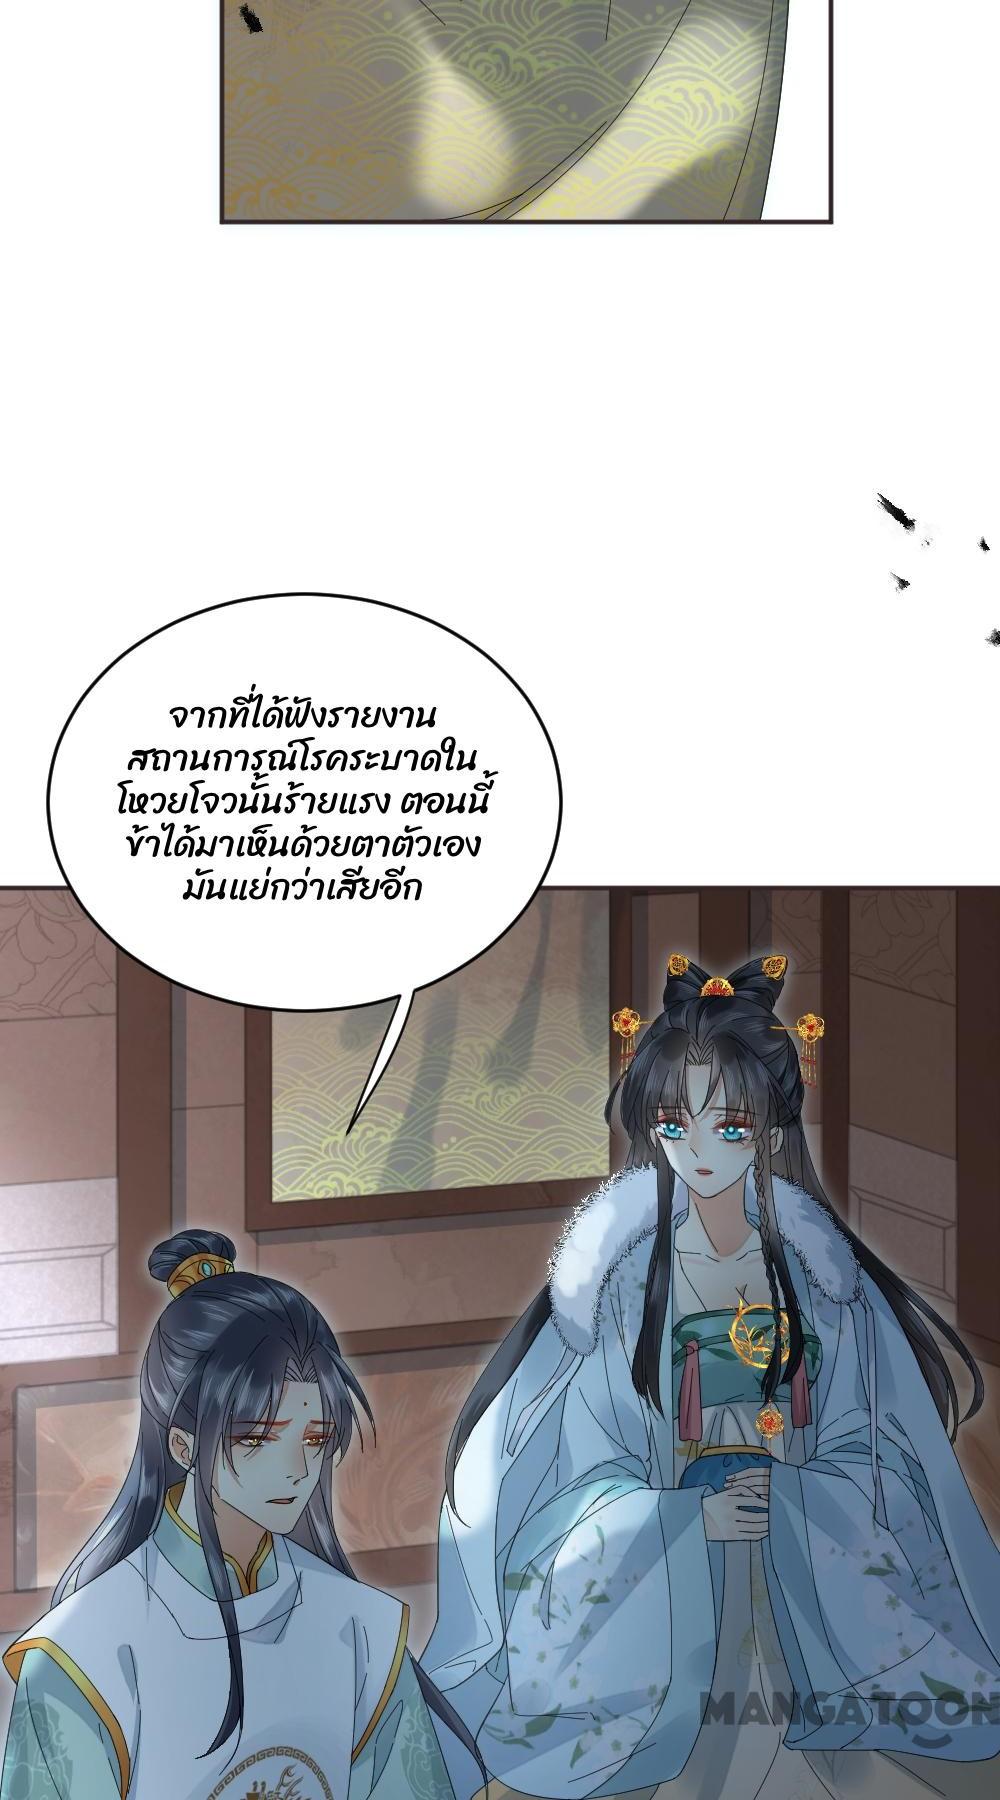 จากที่ได้ฟังรายงาน
สถานการณ์โรคระบาดใน
โหวยโจวนั้นร้ายแรง ตอนนี้
ข้าได้มาเห็นด้วยตาตัวเอง
มันแย่กว่าเสียอีก
MANGATOON